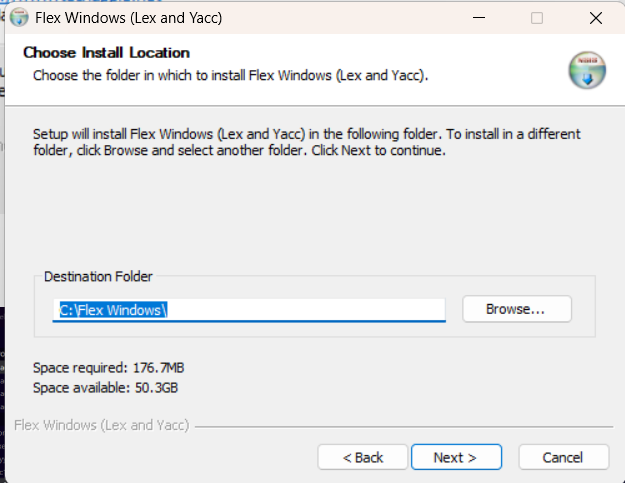 Flex Windows (Lex and Yacc)
Choose Install Location
Choose the folder in which to install Flex Windows (Lex and Yacc).
Setup will install Flex Windows (Lex and Yacc) in the following folder. To install in a different
folder, click Browse and select another folder. Click Next to continue.
Destination Folder
C:\Flex Windows\
Browse...
Space required: 176.7MB
Space available: 50.3GB
Flex Windows (Lex and Yacc)
< Back
Next >
Cancel